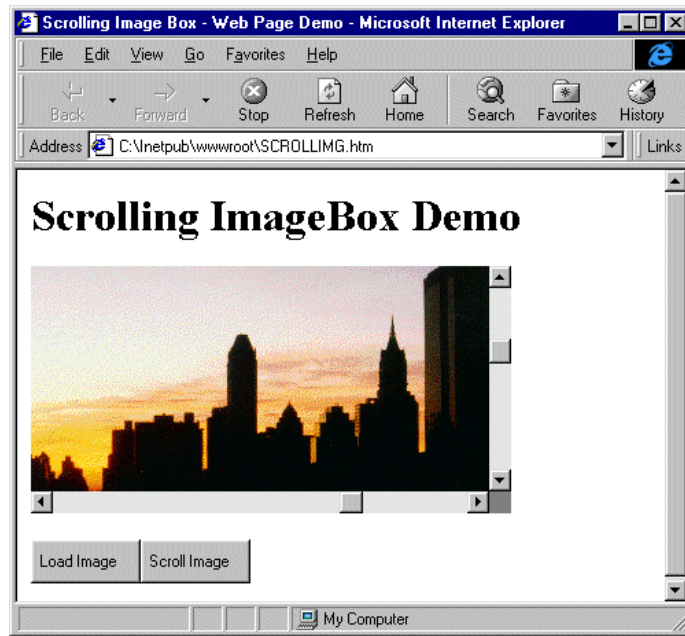 Scrolling Image Box - Web Page Demo - Microsoft Internet Explorer
File Edit View Go Favorites Help
Back Forward Stop Refresh Home Search Favorites History
Address C:\Inetpub\wwwroot\SCROLLIMG.htm Links
Scrolling ImageBox Demo
Load Image Scroll Image
My Computer